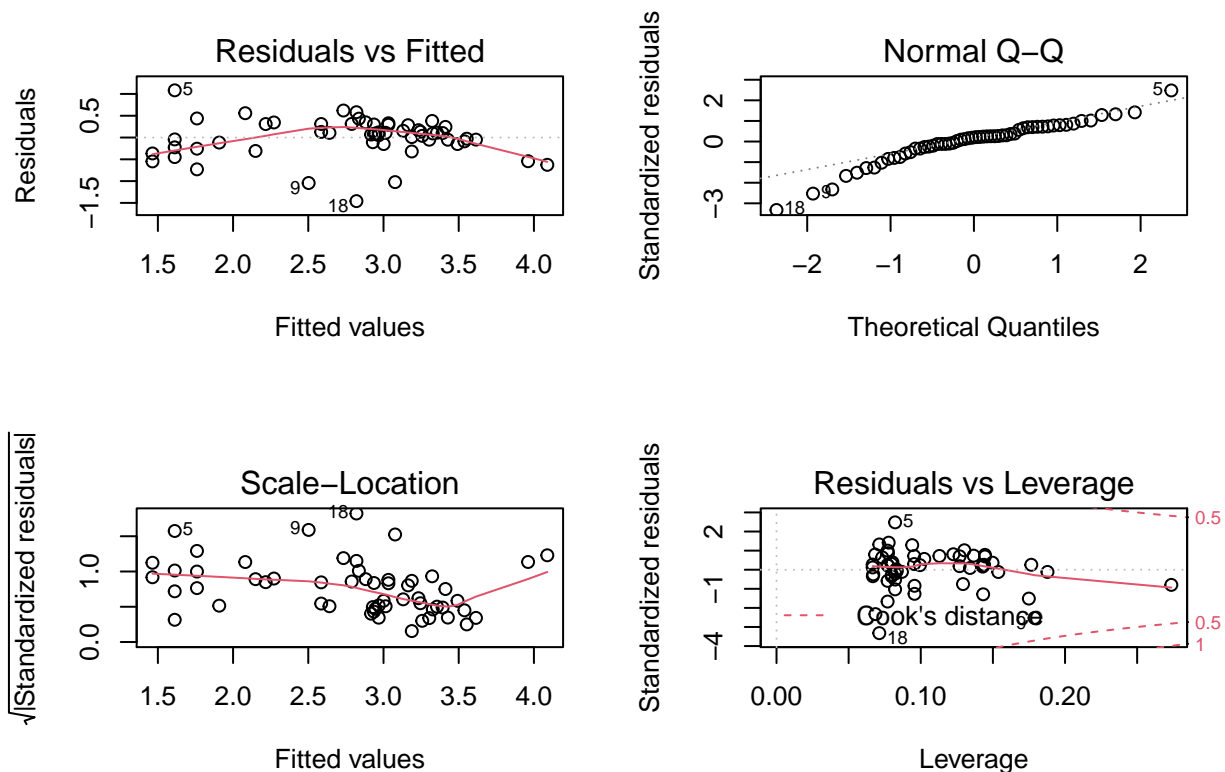 Residuals vs Fitted
Residuals
0.5
−1.5
5
9
18
1.5 2.0 2.5 3.0 3.5 4.0
Fitted values
Normal Q−Q
Standardized residuals
2
0
−3
5
9
18
−2 −1 0 1 2
Theoretical Quantiles
Scale−Location
√|Standardized residuals|
1.0
0.0
5
9
18
1.5 2.0 2.5 3.0 3.5 4.0
Fitted values
Residuals vs Leverage
Standardized residuals
2
−1
−4
5
0.5
Cook's distance
9
0.5
18
1
0.00 0.10 0.20
Leverage